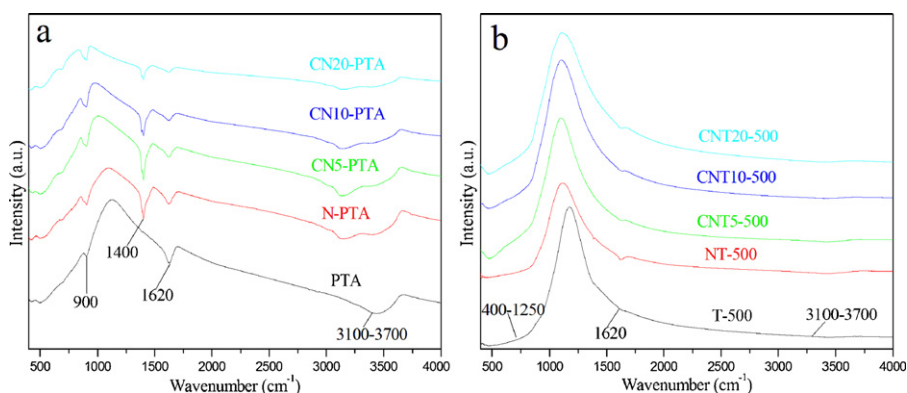 a
CN20-PTA
CN10-PTA
CN5-PTA
N-PTA
1400
PTA
900
1620
3100-3700
Intensity (a.u.)
500 1000 1500 2000 2500 3000 3500 4000
Wavenumber (cm-1)
b
CNT20-500
CNT10-500
CNT5-500
NT-500
400-1250
1620
T-500
3100-3700
Intensity (a.u.)
500 1000 1500 2000 2500 3000 3500 4000
Wavenumber (cm-1)